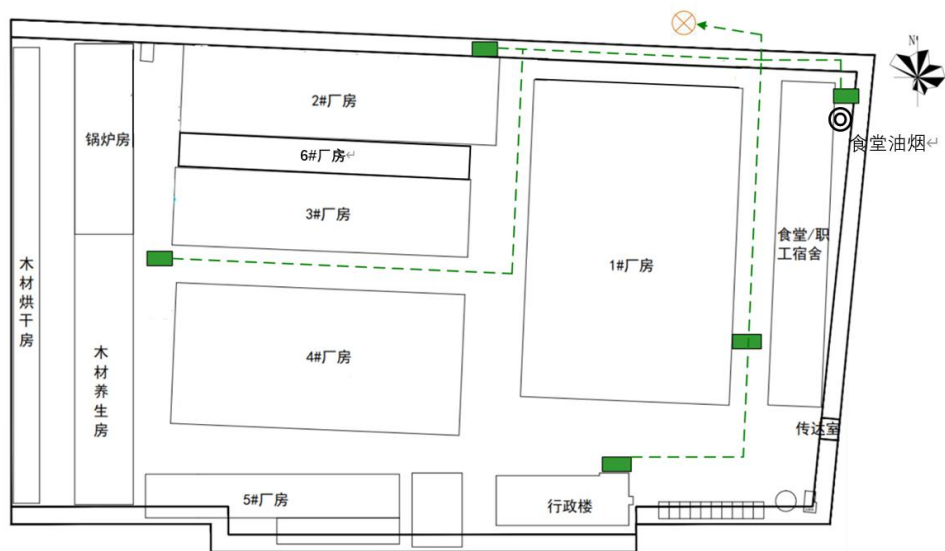 N
2#厂房
锅炉房
食堂油烟↵
6#厂房↵
3#厂房
食堂/职
工宿舍
1#厂房
木材烘干房
4#厂房
木材养生房
传达室
5#厂房
行政楼